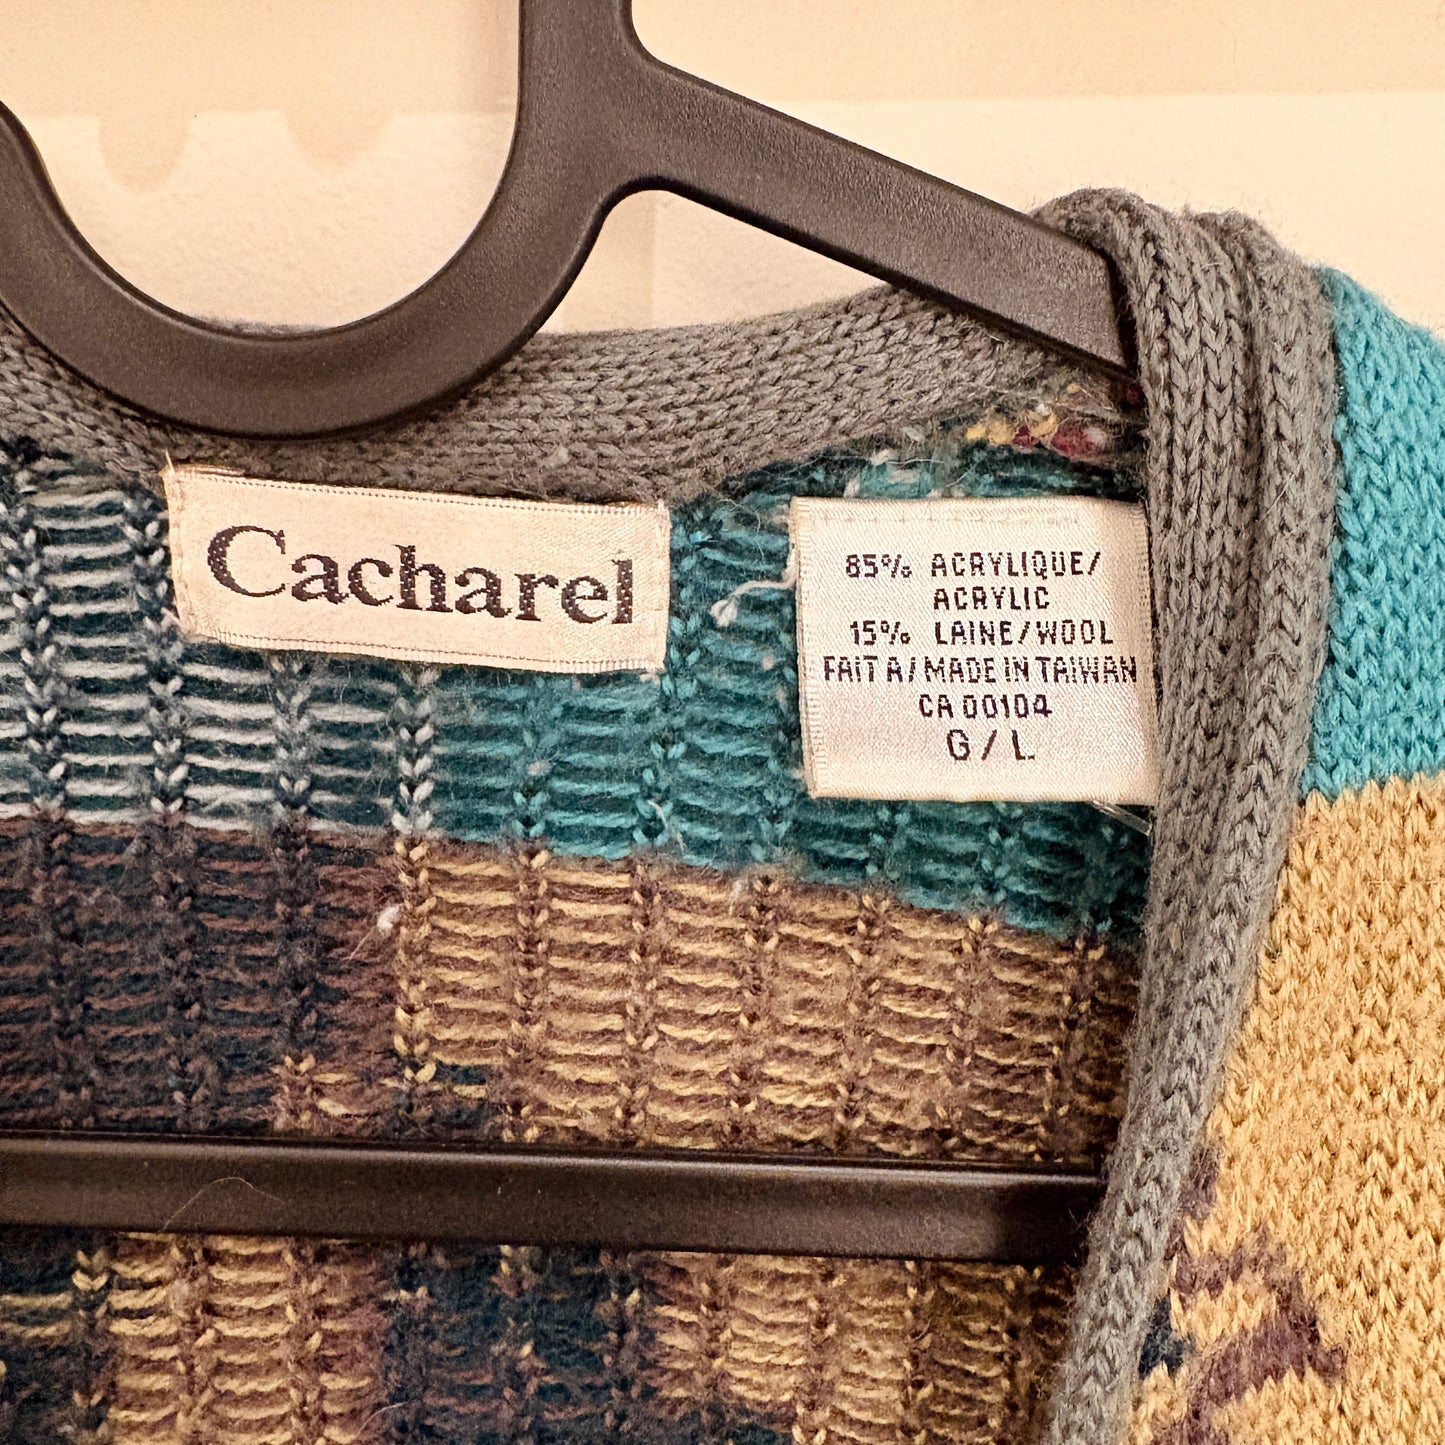 Cacharel
85% ACRYLIQUE/
ACRYLIC
15% LAINE/WOOL
FAIT A/MADE IN TAIWAN
CA 00104
G/L